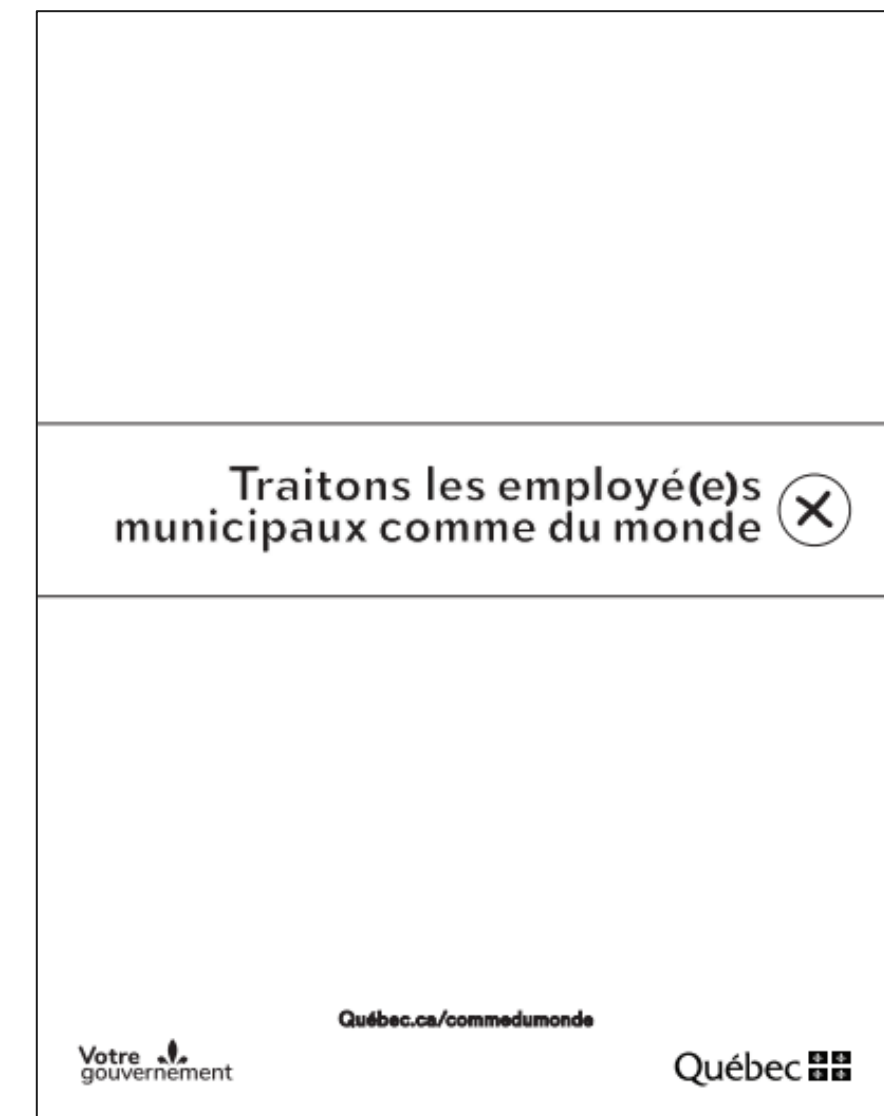 Traitons les employé(e)s
municipaux comme du monde
Québec.ca/commedumonde
Votre
gouvernement
Québec